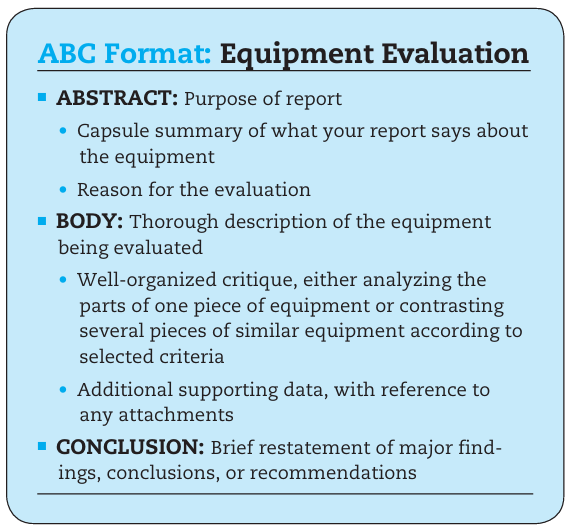 ABC Format: Equipment Evaluation
■ ABSTRACT: Purpose of report
• Capsule summary of what your report says about
the equipment
• Reason for the evaluation
■ BODY: Thorough description of the equipment
being evaluated
• Well-organized critique, either analyzing the
parts of one piece of equipment or contrasting
several pieces of similar equipment according to
selected criteria
• Additional supporting data, with reference to
any attachments
■ CONCLUSION: Brief restatement of major find-
ings, conclusions, or recommendations